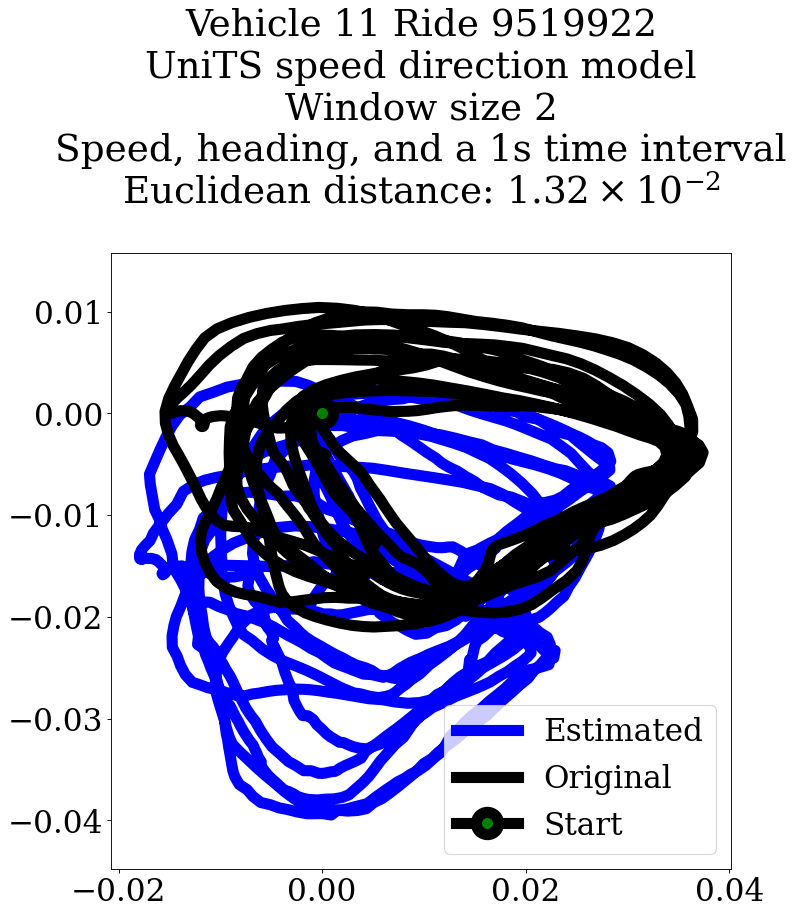 Vehicle 11 Ride 9519922
UniTS speed direction model
Window size 2
Speed, heading, and a 1s time interval
Euclidean distance: 1.32 × 10⁻²
0.01
0.00
−0.01
−0.02
−0.03
−0.04
Estimated
Original
Start
−0.02
0.00
0.02
0.04